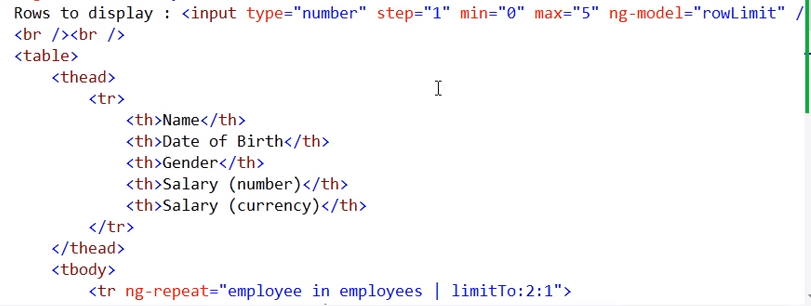 Rows to display : <input type="number" step="1" min="0" max="5" ng-model="rowLimit" /
<br /><br />
<table>
<thead>
<tr>
<th>Name</th>
<th>Date of Birth</th>
<th>Gender</th>
<th>Salary (number)</th>
<th>Salary (currency)</th>
</tr>
</thead>
<tbody>
<tr ng-repeat="employee in employees | limitTo:2:1">